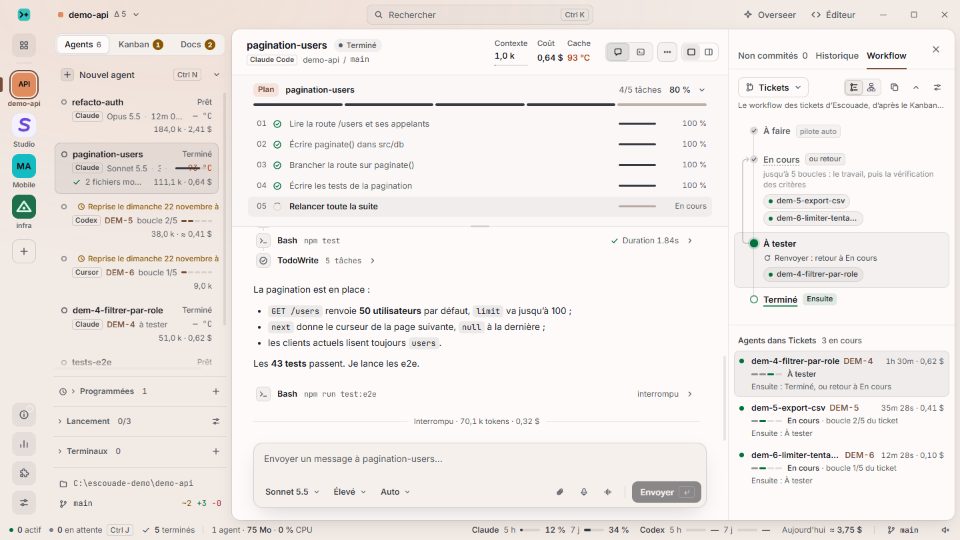 demo-api Δ 5
Rechercher Ctrl K
Overseer Éditeur
API
demo-api
Studio
MA
Mobile
infra
Agents 6 Kanban 1 Docs 2
Nouvel agent Ctrl N
refacto-auth Prêt
Claude Opus 5.5 · 12m 0... — °C
184,0 k · 2,41 $
pagination-users Terminé
Claude Sonnet 5.5 ·
2 fichiers mo... 111,1 k · 0,64 $
Reprise le dimanche 22 novembre à
Codex DEM-5 boucle 2/5
38,0 k · ≈ 0,41 $
Reprise le dimanche 22 novembre à
Cursor DEM-6 boucle 1/5
9,0 k
dem-4-filtrer-par-role Terminé
Claude DEM-4 à tester — °C
51,0 k · 0,62 $
tests-e2e Prêt
Programmées 1
Lancement 0/3
Terminaux 0
C:\escouade-demo\demo-api
main ~2 +3 -0
pagination-users Terminé
Claude Code demo-api / main
Contexte Coût Cache
1,0 k 0,64 $ 93 °C
Plan pagination-users 4/5 tâches 80 %
01 Lire la route /users et ses appelants 100 %
02 Écrire paginate() dans src/db 100 %
03 Brancher la route sur paginate() 100 %
04 Écrire les tests de la pagination 100 %
05 Relancer toute la suite En cours
Bash npm test Duration 1.84s
TodoWrite 5 tâches
La pagination est en place :
• GET /users renvoie 50 utilisateurs par défaut, limit va jusqu'à 100 ;
• next donne le curseur de la page suivante, null à la dernière ;
• les clients actuels lisent toujours users.
Les 43 tests passent. Je lance les e2e.
Bash npm run test:e2e interrompu
Interrompu · 70,1 k tokens · 0,32 $
Envoyer un message à pagination-users...
Sonnet 5.5 Élevé Auto Envoyer
Non commités 0 Historique Workflow
Tickets
Le workflow des tickets d'Escouade, d'après le Kanban...
À faire pilote auto
En cours ou retour
jusqu'à 5 boucles : le travail, puis la vérification
des critères
dem-5-export-csv
dem-6-limiter-tenta...
À tester
Renvoyer : retour à En cours
dem-4-filtrer-par-role
Terminé Ensuite
Agents dans Tickets 3 en cours
dem-4-filtrer-par-role DEM-4 1h 30m · 0,62 $
À tester
Ensuite : Terminé, ou retour à En cours
dem-5-export-csv DEM-5 35m 28s · 0,41 $
En cours · boucle 2/5 du ticket
Ensuite : À tester
dem-6-limiter-tenta... DEM-6 12m 28s · 0,10 $
En cours · boucle 1/5 du ticket
Ensuite : À tester
0 actif 0 en attente Ctrl J 5 terminés 1 agent · 75 Mo · 0 % CPU Claude 5 h 12 % 7 j 34 % Codex 5 h — 7 j — Aujourd'hui ≈ 3,75 $ main